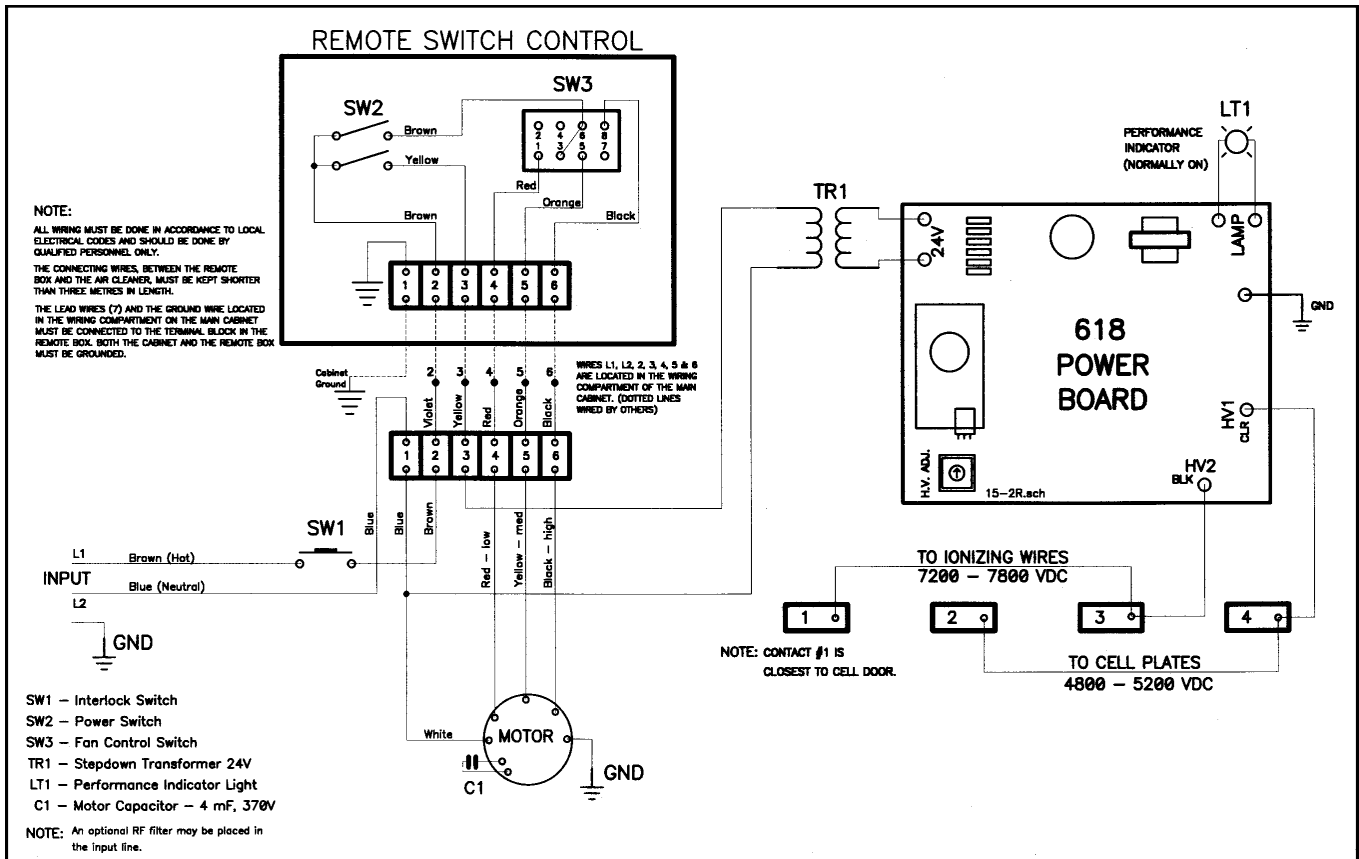 REMOTE SWITCH CONTROL
SW3
SW2
Brown
2 4 6 8
1 3 5 7
Yellow
Red
Orange
Brown
Black
1 2 3 4 5 6
NOTE:
ALL WIRING MUST BE DONE IN ACCORDANCE TO LOCAL
ELECTRICAL CODES AND SHOULD BE DONE BY
QUALIFIED PERSONNEL ONLY.
THE CONNECTING WIRES, BETWEEN THE REMOTE
BOX AND THE AIR CLEANER, MUST BE KEPT SHORTER
THAN THREE METRES IN LENGTH.
THE LEAD WIRES (7) AND THE GROUND WIRE LOCATED
IN THE WIRING COMPARTMENT ON THE MAIN CABINET
MUST BE CONNECTED TO THE TERMINAL BLOCK IN THE
REMOTE BOX. BOTH THE CABINET AND THE REMOTE BOX
MUST BE GROUNDED.
Cabinet
Ground
2 3 4 5 6
WIRES L1, L2, 2, 3, 4, 5 & 6
ARE LOCATED IN THE WIRING
COMPARTMENT OF THE MAIN
CABINET. (DOTTED LINES
WIRED BY OTHERS)
Violet
Yellow
Red
Orange
Black
1 2 3 4 5 6
Blue
Blue
Brown
Red - low
Yellow - med
Black - high
SW1
L1
Brown (Hot)
INPUT
Blue (Neutral)
L2
GND
TR1
LT1
PERFORMANCE
INDICATOR
(NORMALLY ON)
24V
LAMP
GND
618
POWER
BOARD
HV1
CLR
HV2
BLK
H.V. ADJ.
15-2R.sch
TO IONIZING WIRES
7200 - 7800 VDC
1 2 3 4
NOTE: CONTACT #1 IS
CLOSEST TO CELL DOOR.
TO CELL PLATES
4800 - 5200 VDC
White
MOTOR
C1
GND
SW1 - Interlock Switch
SW2 - Power Switch
SW3 - Fan Control Switch
TR1 - Stepdown Transformer 24V
LT1 - Performance Indicator Light
C1 - Motor Capacitor - 4 mF, 370V
NOTE: An optional RF filter may be placed in
the input line.